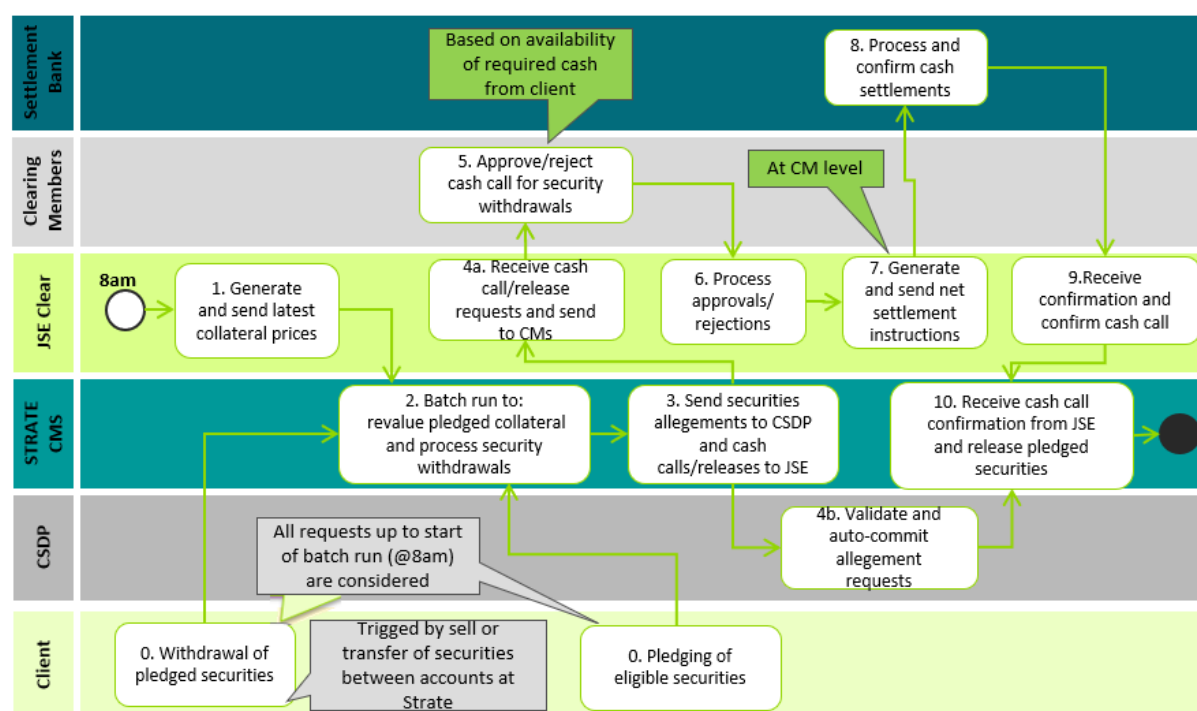 Settlement
Bank
Based on availability
of required cash
from client
8. Process and
confirm cash
settlements
Clearing
Members
5. Approve/reject
cash call for security
withdrawals
At CM level
JSE Clear
8am
1. Generate
and send latest
collateral prices
4a. Receive cash
call/release
requests and send
to CMs
6. Process
approvals/
rejections
7. Generate
and send net
settlement
instructions
9.Receive
confirmation and
confirm cash call
STRATE
CMS
2. Batch run to:
revalue pledged collateral
and process security
withdrawals
3. Send securities
allegements to CSDP
and cash
calls/releases to JSE
10. Receive cash call
confirmation from JSE
and release pledged
securities
CSDP
All requests up to start
of batch run (@8am)
are considered
4b. Validate and
auto-commit
allegement
requests
Client
0. Withdrawal of
pledged securities
Trigged by sell or
transfer of securities
between accounts at
Strate
0. Pledging of
eligible securities